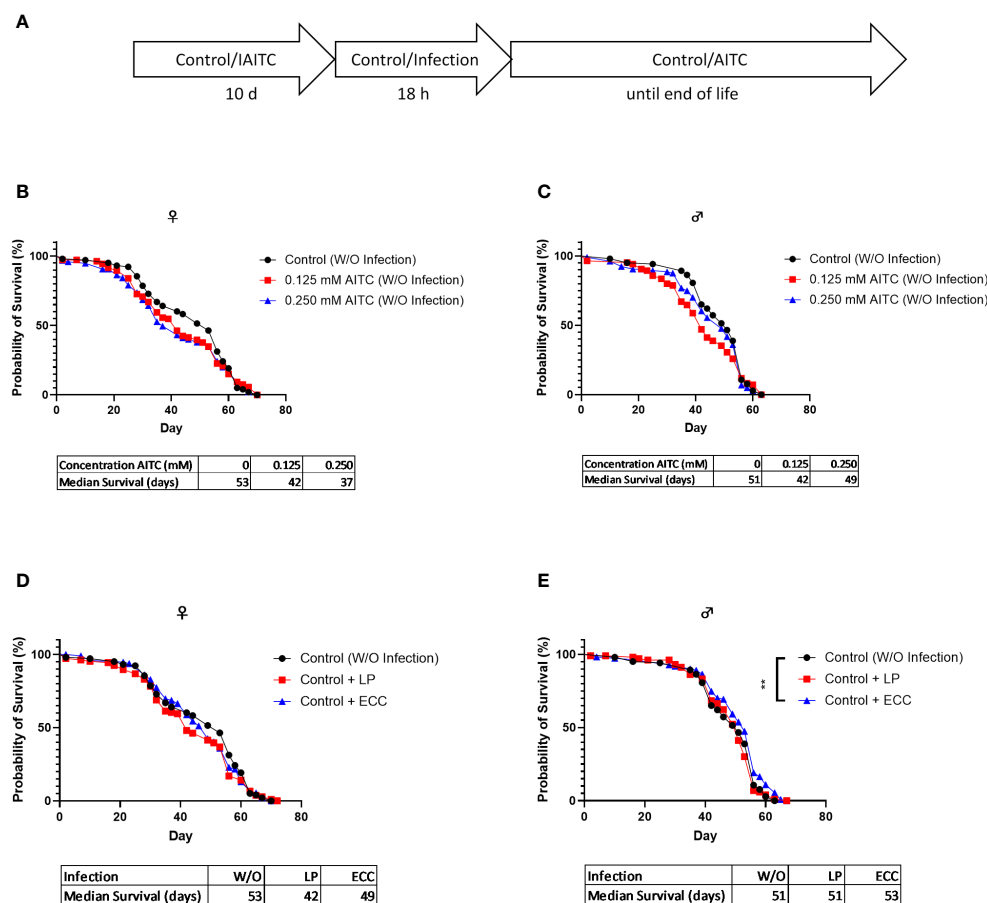 A
Control/IAITC
Control/Infection
Control/AITC
10 d
18 h
until end of life
B
♀
Probability of Survival (%)
100
50
0
0 20 40 60 80
Day
Control (W/O Infection)
0.125 mM AITC (W/O Infection)
0.250 mM AITC (W/O Infection)
Concentration AITC (mM) 0 0.125 0.250
Median Survival (days) 53 42 37
C
♂
Probability of Survival (%)
100
50
0
0 20 40 60 80
Day
Control (W/O Infection)
0.125 mM AITC (W/O Infection)
0.250 mM AITC (W/O Infection)
Concentration AITC (mM) 0 0.125 0.250
Median Survival (days) 51 42 49
D
♀
Probability of Survival (%)
100
50
0
0 20 40 60 80
Day
Control (W/O Infection)
Control + LP
Control + ECC
Infection W/O LP ECC
Median Survival (days) 53 42 49
E
♂
Probability of Survival (%)
100
50
0
0 20 40 60 80
Day
**
Control (W/O Infection)
Control + LP
Control + ECC
Infection W/O LP ECC
Median Survival (days) 51 51 53